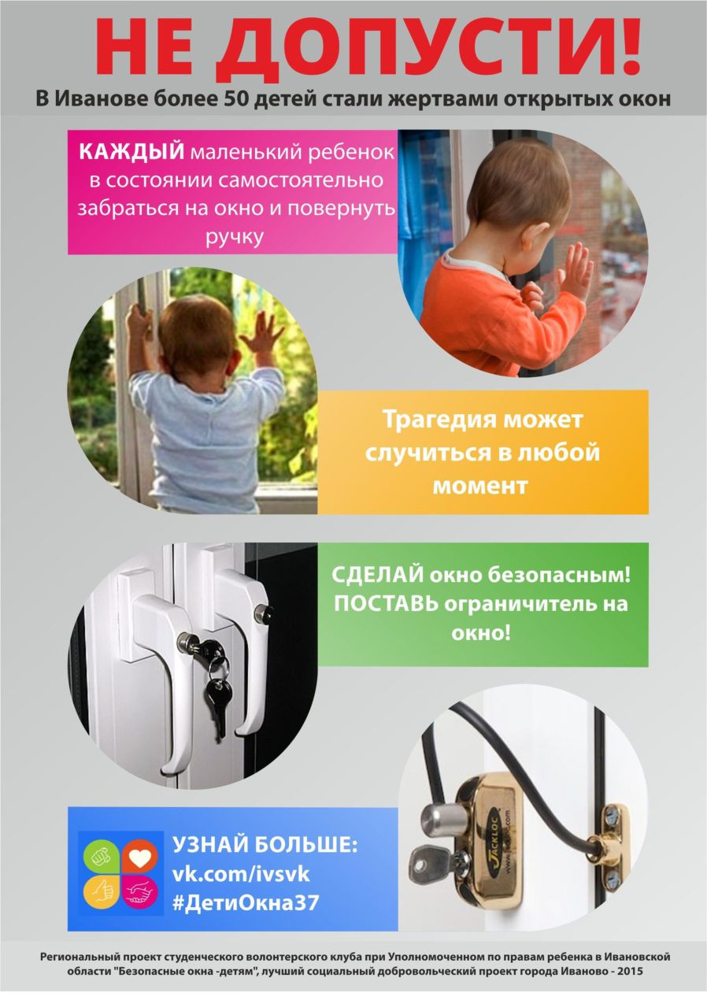 НЕ ДОПУСТИ!
В Иванове более 50 детей стали жертвами открытых окон
КАЖДЫЙ маленький ребенок
в состоянии самостоятельно
забраться на окно и повернуть
ручку
Трагедия может
случиться в любой
момент
СДЕЛАЙ окно безопасным!
ПОСТАВЬ ограничитель на
окно!
JACKLOC
УЗНАЙ БОЛЬШЕ:
vk.com/ivsvk
#ДетиОкна37
Региональный проект студенческого волонтерского клуба при Уполномоченном по правам ребенка в Ивановской
области "Безопасные окна -детям", лучший социальный добровольческий проект города Иваново - 2015